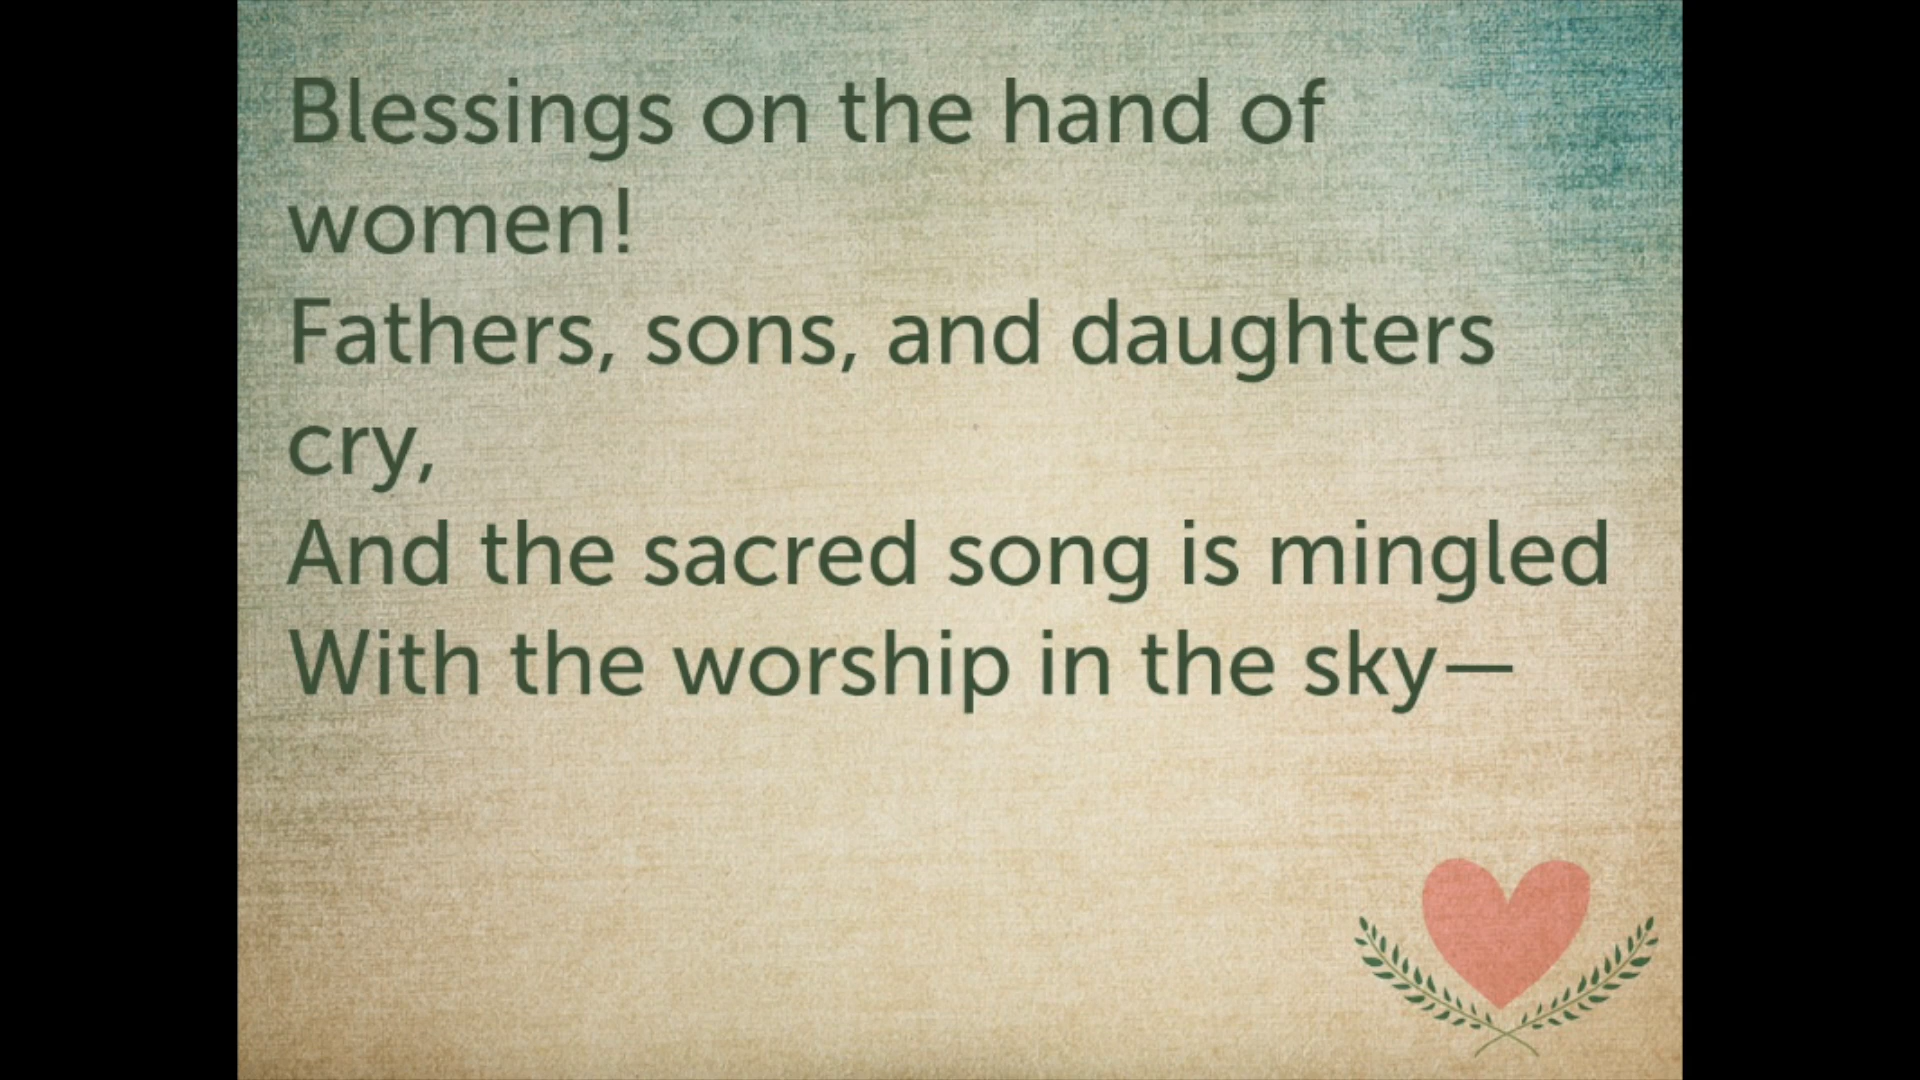 Blessings on the hand of
women!
Fathers, sons, and daughters
cry,
And the sacred song is mingled
With the worship in the sky—